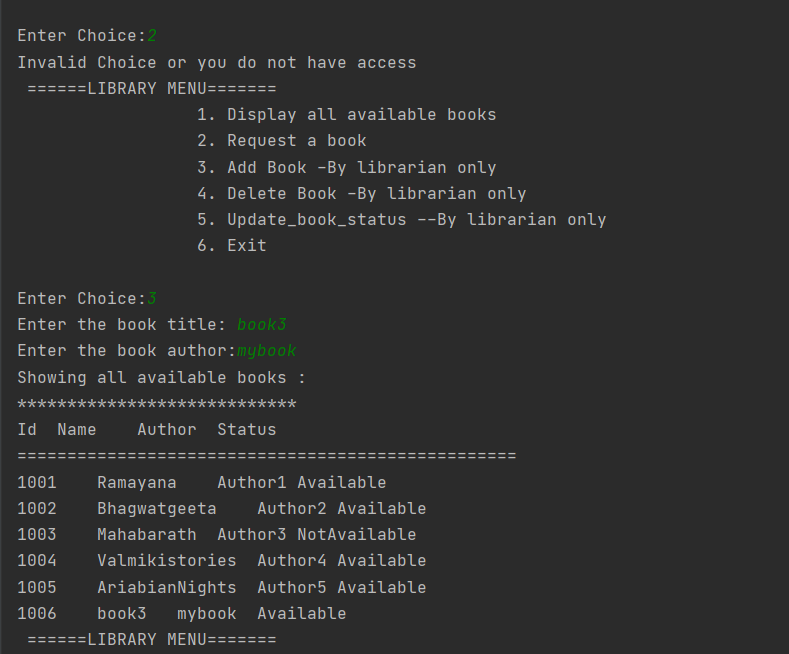 Enter Choice:2
Invalid Choice or you do not have access
======LIBRARY MENU=======
1. Display all available books
2. Request a book
3. Add Book -By librarian only
4. Delete Book -By librarian only
5. Update_book_status --By librarian only
6. Exit
Enter Choice:3
Enter the book title: book3
Enter the book author:mybook
Showing all available books :
****************************
Id  Name    Author  Status
==================================================
1001    Ramayana    Author1 Available
1002    Bhagwatgeeta    Author2 Available
1003    Mahabarath  Author3 NotAvailable
1004    Valmikistories  Author4 Available
1005    AriabianNights  Author5 Available
1006    book3   mybook  Available
======LIBRARY MENU=======